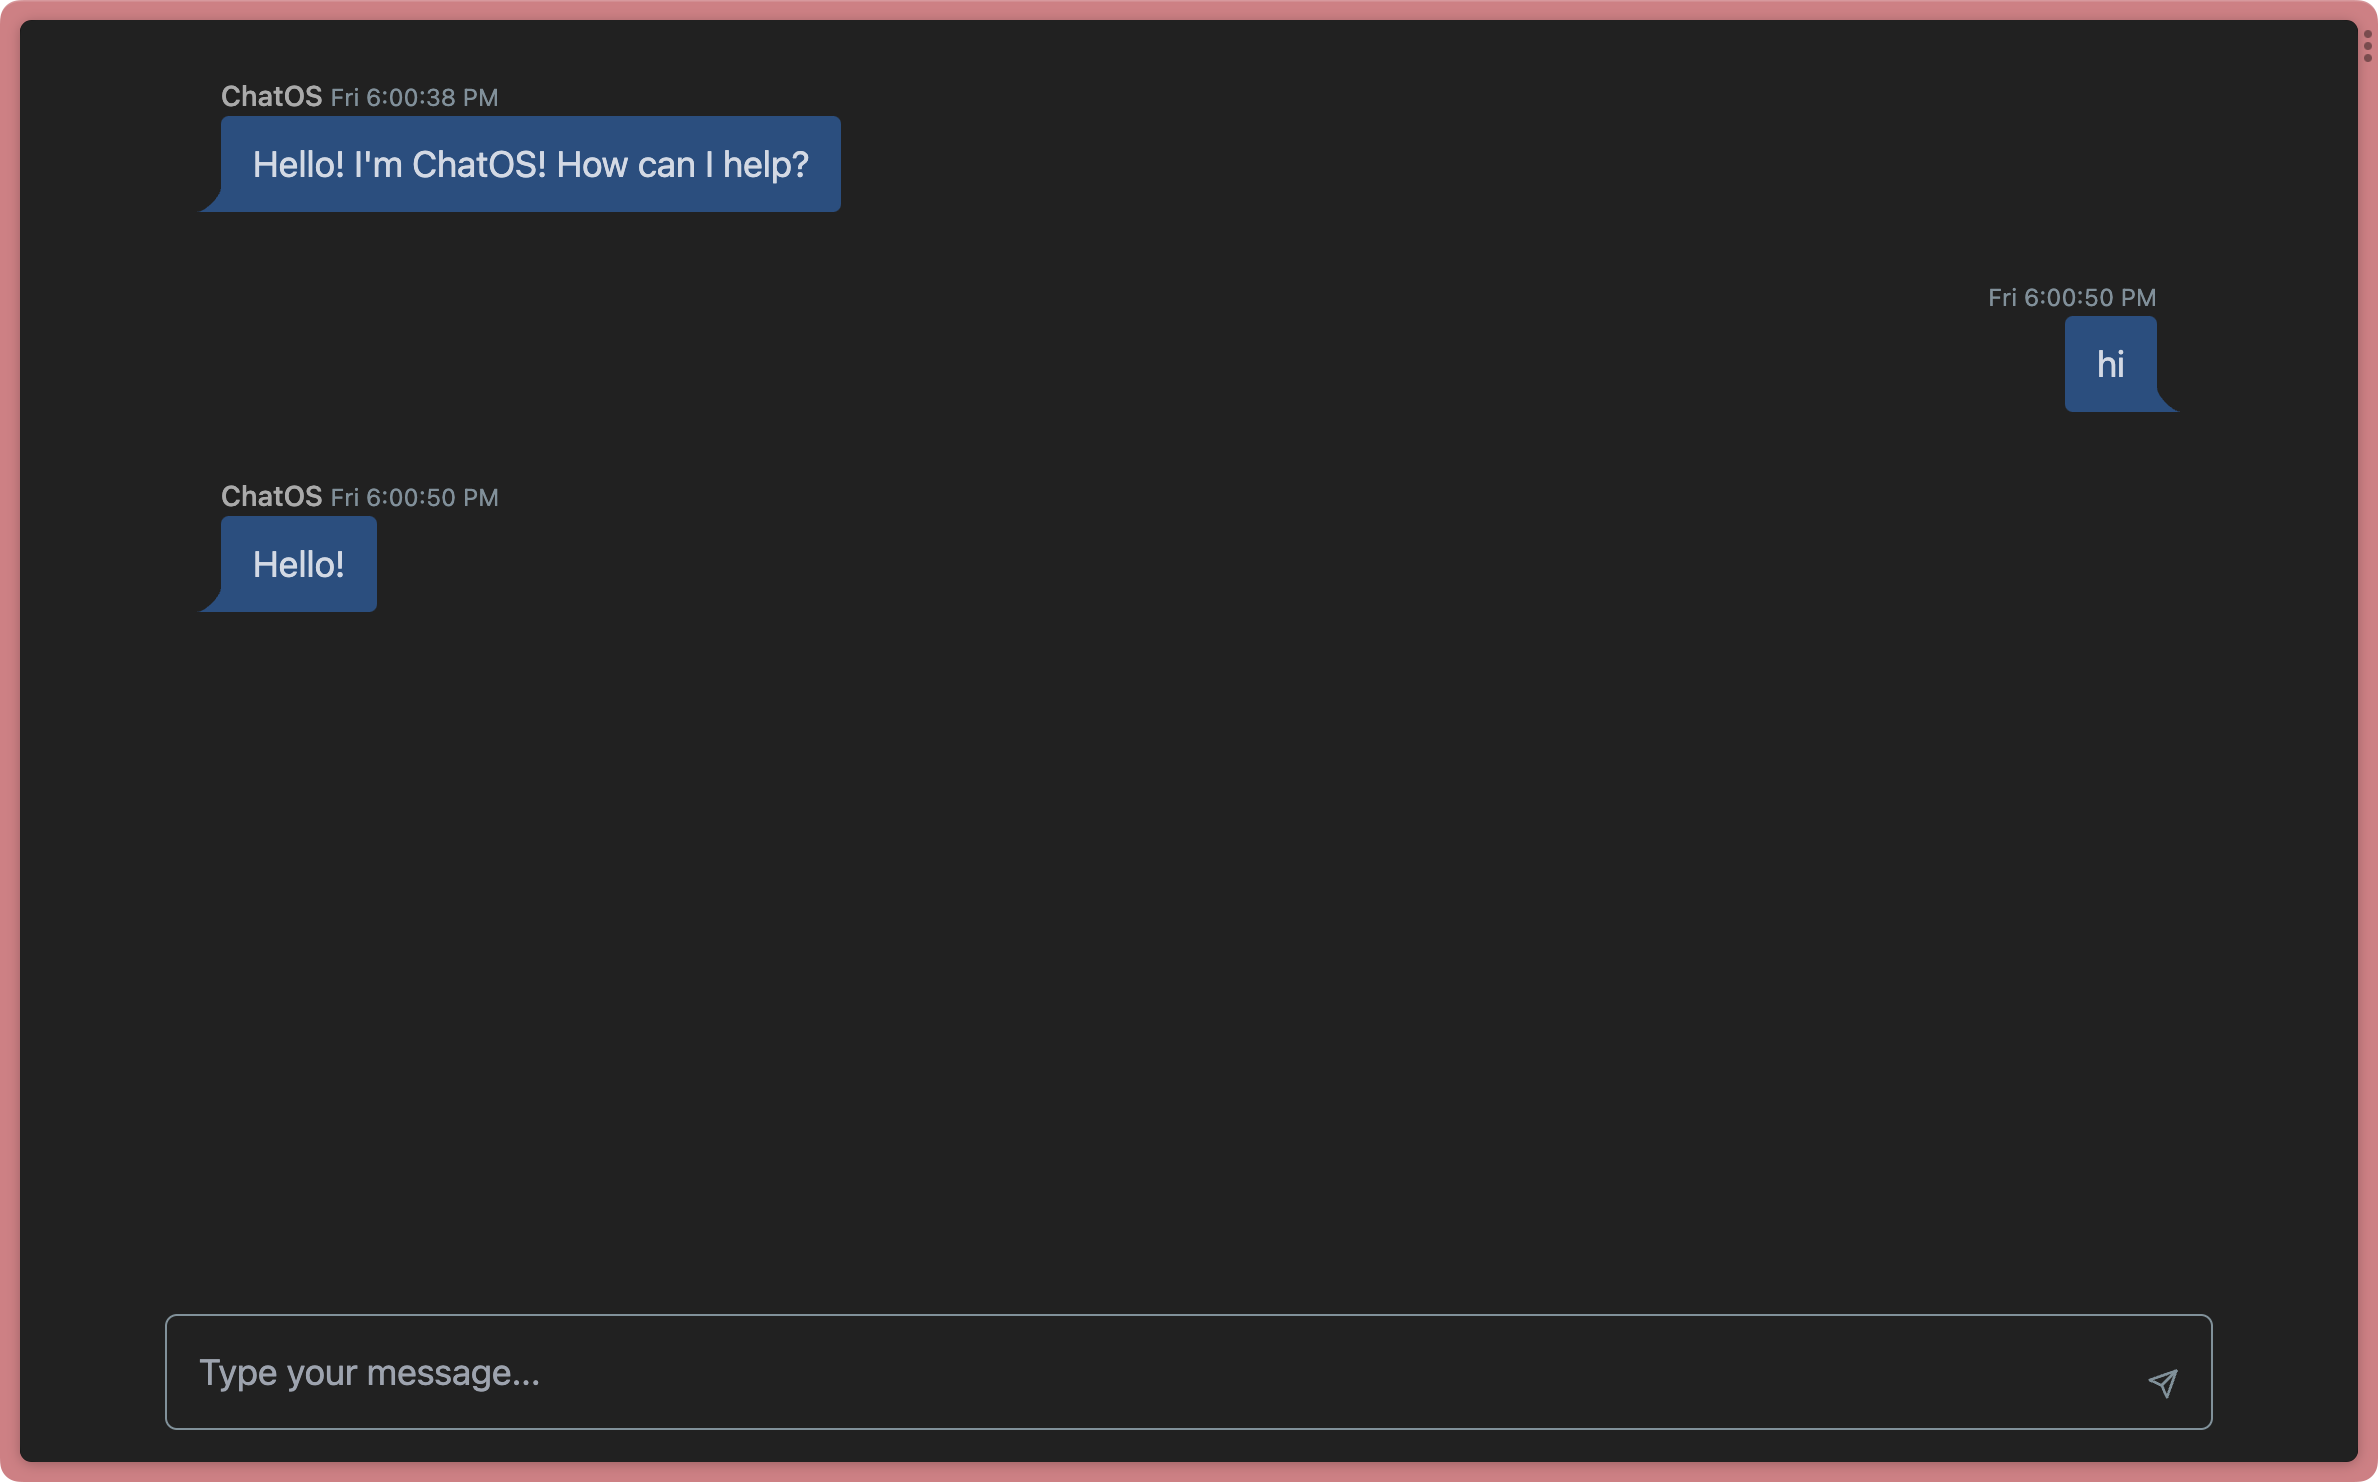 ChatOS Fri 6:00:38 PM
Hello! I'm ChatOS! How can I help?
Fri 6:00:50 PM
hi
ChatOS Fri 6:00:50 PM
Hello!
Type your message...